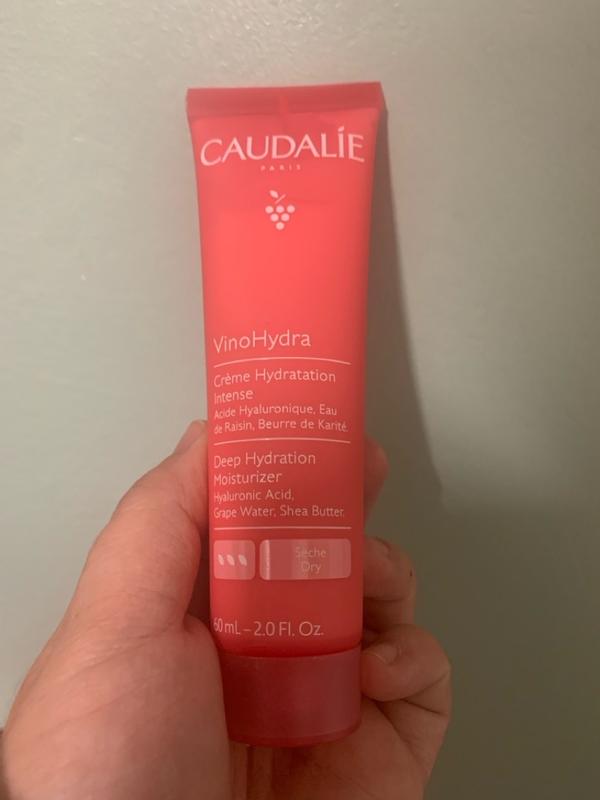 CAUDALÍE
PARIS
VinoHydra
Crème Hydratation
Intense
Acide Hyaluronique, Eau
de Raisin, Beurre de Karité.
Deep Hydration
Moisturizer
Hyaluronic Acid,
Grape Water, Shea Butter.
Sèche
Dry
60 mL – 2.0 Fl. Oz.